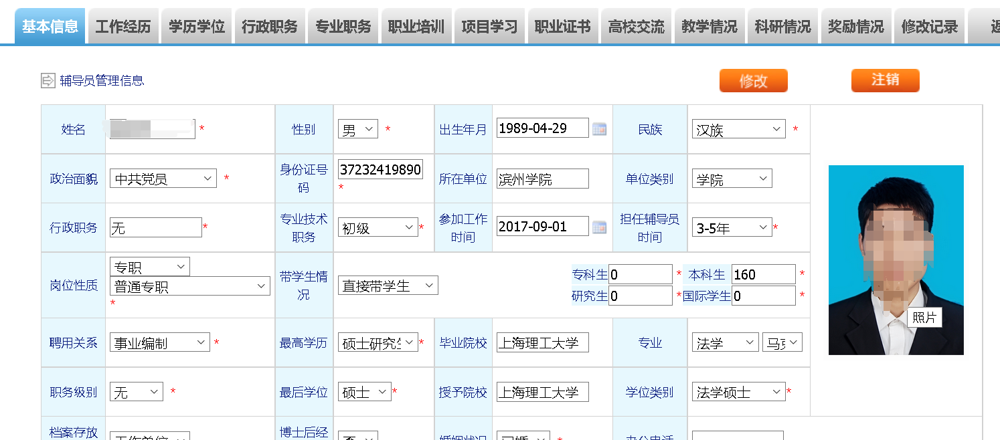 基本信息 工作经历 学历学位 行政职务 专业职务 职业培训 项目学习 职业证书 高校交流 教学情况 科研情况 奖励情况 修改记录
辅导员管理信息 修改 注销
姓名 * 性别 男 * 出生年月 1989-04-29 民族 汉族 *
政治面貌 中共党员 * 身份证号码 37232419890 * 所在单位 滨州学院 单位类别 学院
行政职务 无 * 专业技术职务 初级 * 参加工作时间 2017-09-01 担任辅导员时间 3-5年 *
岗位性质 专职 普通专职 * 带学生情况 直接带学生 专科生 0 * 本科生 160 *
研究生 0 * 国际学生 0 *
照片
聘用关系 事业编制 * 最高学历 硕士研究 * 毕业院校 上海理工大学 专业 法学 马
职务级别 无 * 最后学位 硕士 * 授予院校 上海理工大学 学位类别 法学硕士 *
档案存放 工作单位 博士后经 否 婚姻状况 已婚 * 办公电话